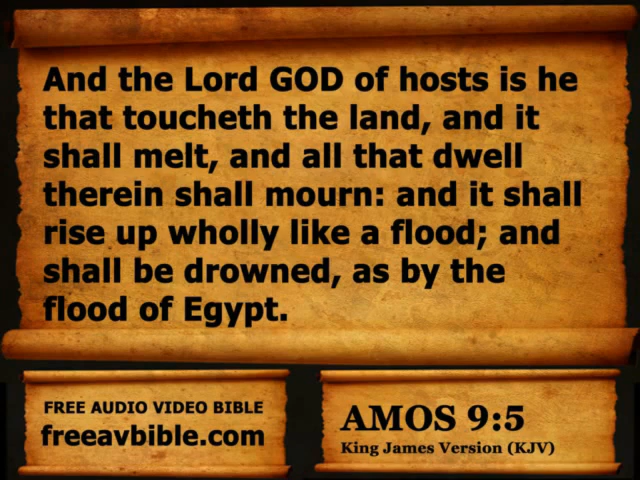 And the Lord GOD of hosts is he
that toucheth the land, and it
shall melt, and all that dwell
therein shall mourn: and it shall
rise up wholly like a flood; and
shall be drowned, as by the
flood of Egypt.
FREE AUDIO VIDEO BIBLE
freeavbible.com
AMOS 9:5
King James Version (KJV)